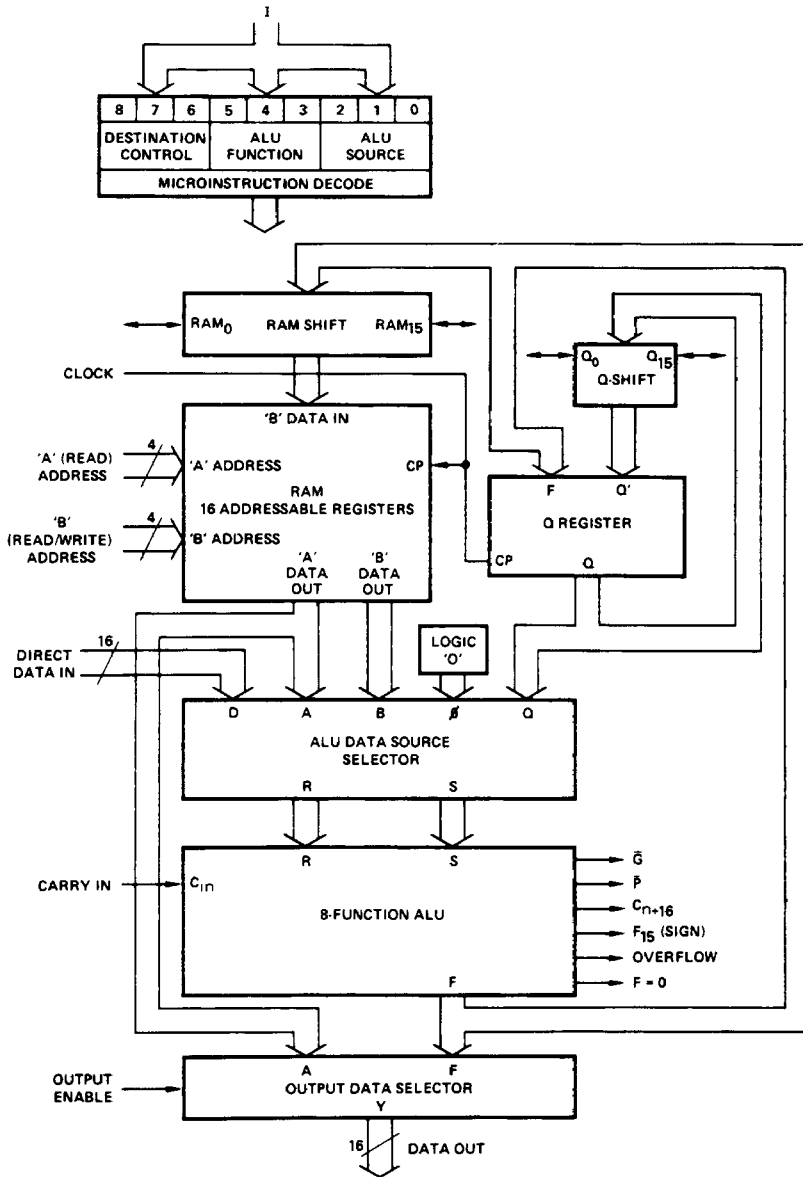 I
8 7 6 5 4 3 2 1 0
DESTINATION CONTROL
ALU FUNCTION
ALU SOURCE
MICROINSTRUCTION DECODE
RAM0 RAM SHIFT RAM15
Q0 Q15
Q-SHIFT
CLOCK
'B' DATA IN
'A' (READ) ADDRESS
4
'A' ADDRESS
CP
RAM
16 ADDRESSABLE REGISTERS
'B' (READ/WRITE) ADDRESS
4
'B' ADDRESS
'A' DATA OUT
'B' DATA OUT
F Q'
Q REGISTER
CP
Q
DIRECT DATA IN
16
LOGIC '0'
D A B Ø Q
ALU DATA SOURCE SELECTOR
R S
R S
CARRY IN
Cin
8-FUNCTION ALU
F
G̅
P̅
Cn+16
F15 (SIGN)
OVERFLOW
F = 0
A F
OUTPUT ENABLE
OUTPUT DATA SELECTOR
Y
16
DATA OUT